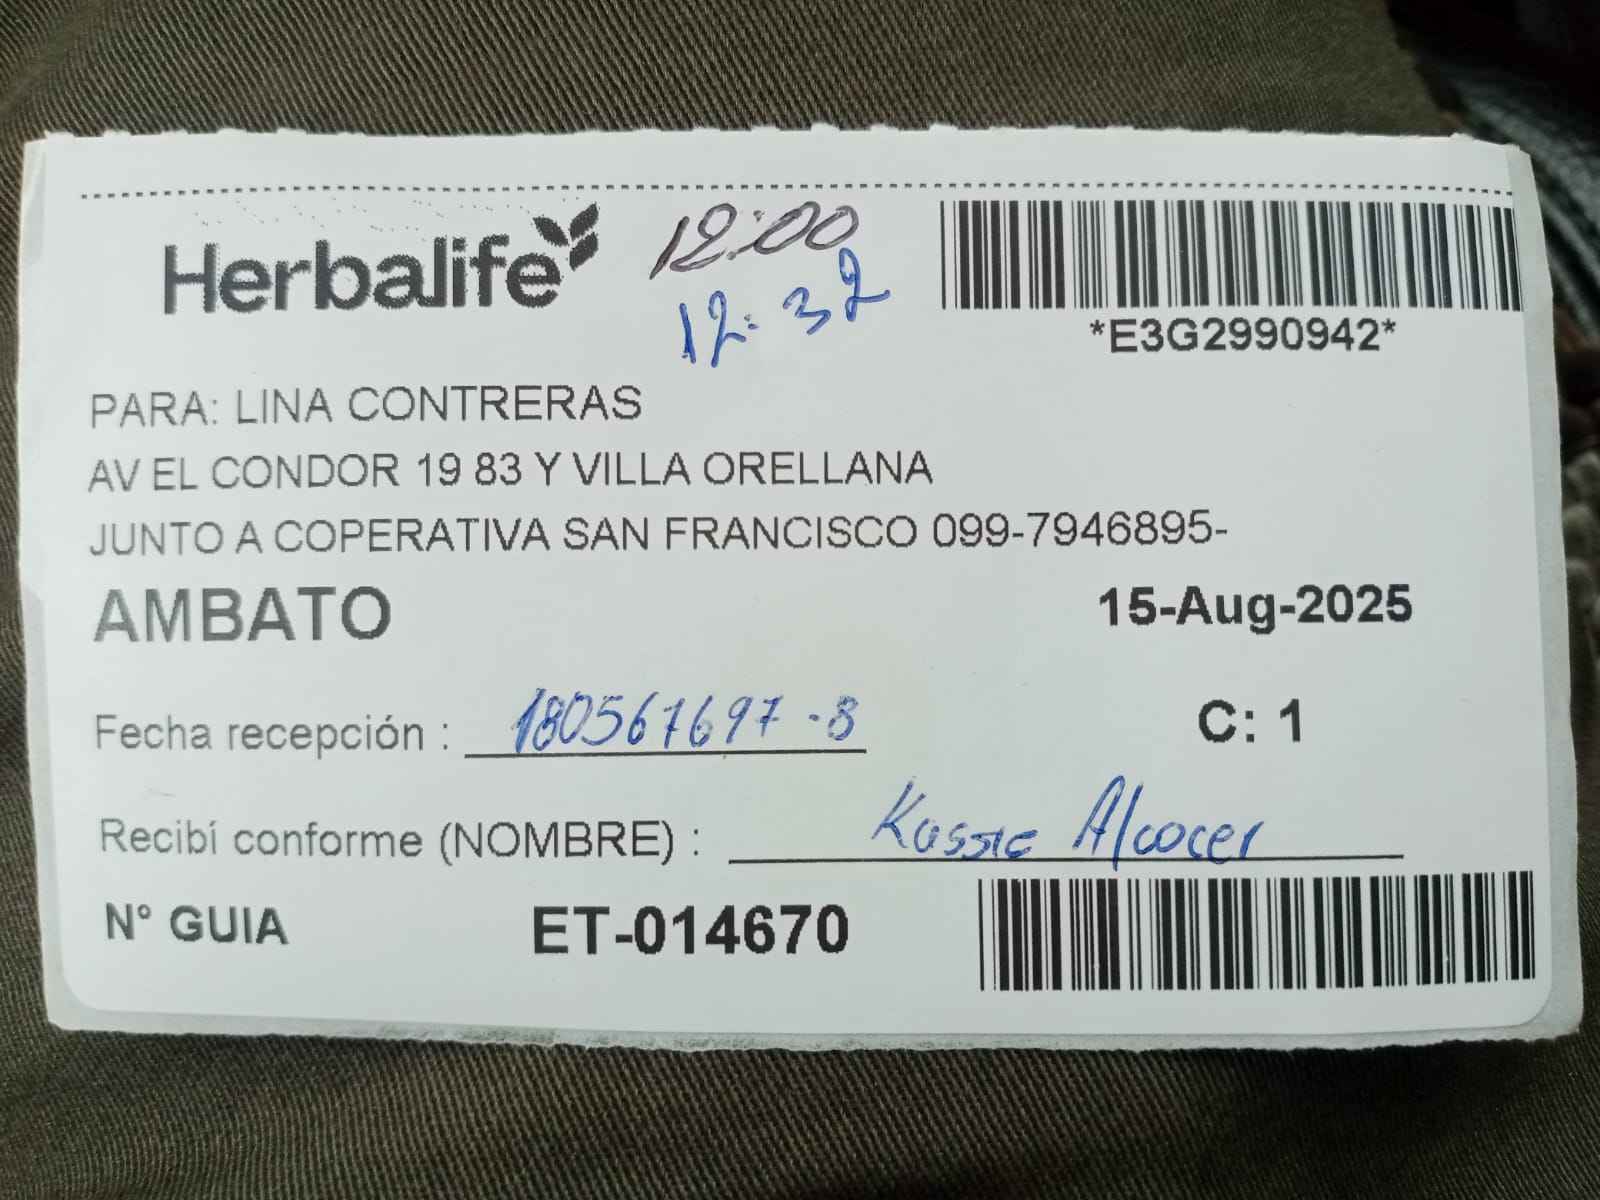 Herbalife
12:00
12:32
*E3G2990942*
PARA: LINA CONTRERAS
AV EL CONDOR 19 83 Y VILLA ORELLANA
JUNTO A COPERATIVA SAN FRANCISCO 099-7946895-
AMBATO 15-Aug-2025
Fecha recepción : 180567697-8 C: 1
Recibí conforme (NOMBRE) : Kassie Alcocer
N° GUIA ET-014670